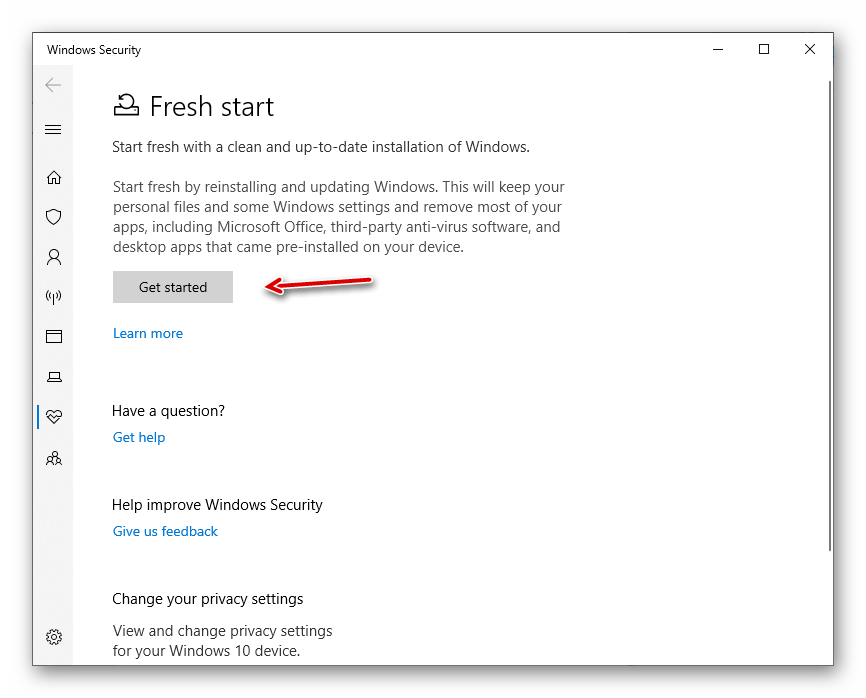 Windows Security
Fresh start
Start fresh with a clean and up-to-date installation of Windows.
Start fresh by reinstalling and updating Windows. This will keep your
personal files and some Windows settings and remove most of your
apps, including Microsoft Office, third-party anti-virus software, and
desktop apps that came pre-installed on your device.
Get started
Learn more
Have a question?
Get help
Help improve Windows Security
Give us feedback
Change your privacy settings
View and change privacy settings
for your Windows 10 device.